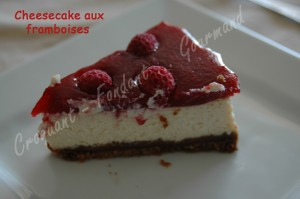 Cheesecake aux
framboises
Croquant Fondant Gourmand